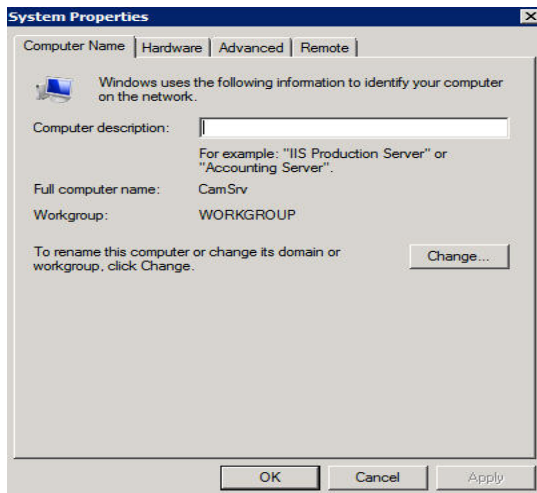 System Properties
Computer Name Hardware Advanced Remote
Windows uses the following information to identify your computer
on the network.
Computer description:
For example: "IIS Production Server" or
"Accounting Server".
Full computer name: CamSrv
Workgroup: WORKGROUP
To rename this computer or change its domain or
workgroup, click Change.
Change...
OK Cancel Apply